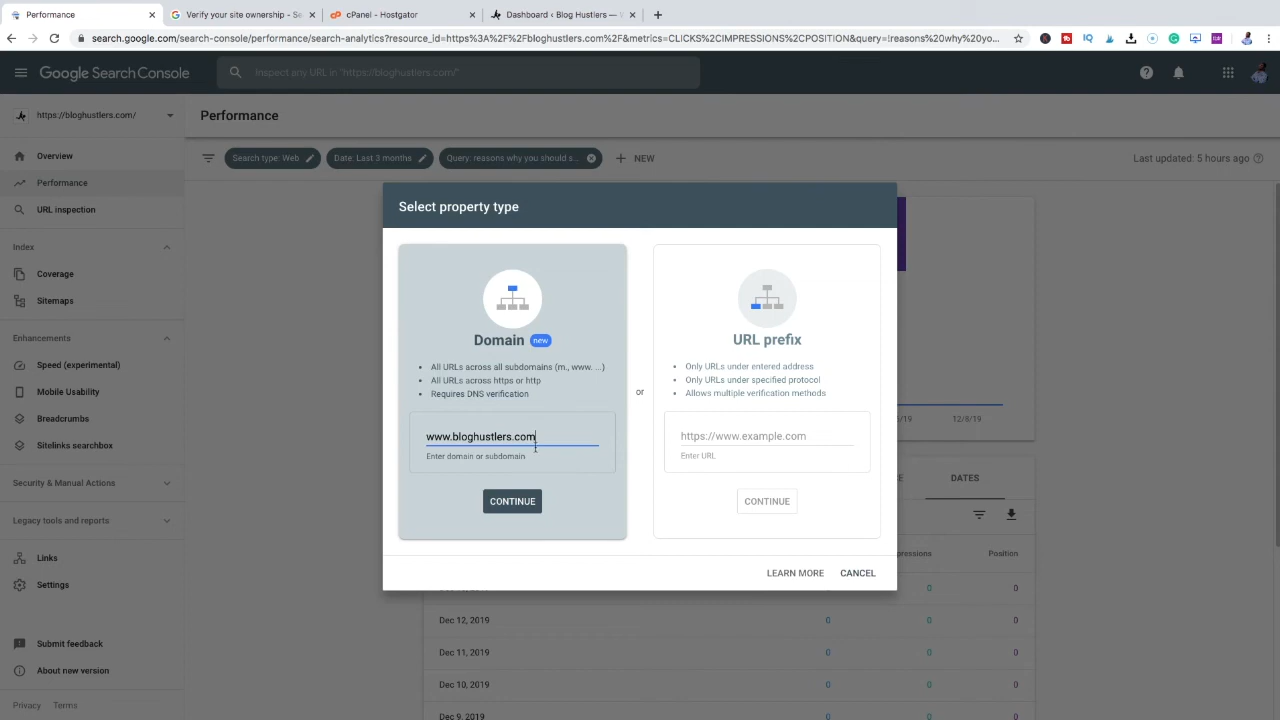 Performance
Verify your site ownership - Se
cPanel - Hostgator
Dashboard ‹ Blog Hustlers —
search.google.com/search-console/performance/search-analytics?resource_id=https%3A%2F%2Fbloghustlers.com%2F&metrics=CLICKS%2CIMPRESSIONS%2CPOSITION&query=!reasons%20why%20yo...
Google Search Console
Inspect any URL in "https://bloghustlers.com/"
https://bloghustlers.com/
Performance
Overview
Performance
URL inspection
Index
Coverage
Sitemaps
Enhancements
Speed (experimental)
Mobile Usability
Breadcrumbs
Sitelinks searchbox
Security & Manual Actions
Legacy tools and reports
Links
Settings
Submit feedback
About new version
Privacy Terms
Search type: Web
Date: Last 3 months
Query: reasons why you should s...
NEW
Last updated: 5 hours ago
Select property type
Domain new
All URLs across all subdomains (m., www. ...)
All URLs across https or http
Requires DNS verification
www.bloghustlers.com
Enter domain or subdomain
CONTINUE
or
URL prefix
Only URLs under entered address
Only URLs under specified protocol
Allows multiple verification methods
https://www.example.com
Enter URL
CONTINUE
LEARN MORE CANCEL
/19 12/8/19
CE DATES
pressions Position
0 0 0
Dec 12, 2019 0 0 0
Dec 11, 2019 0 0 0
Dec 10, 2019 0 0 0
Dec 9, 2019 0 0 0